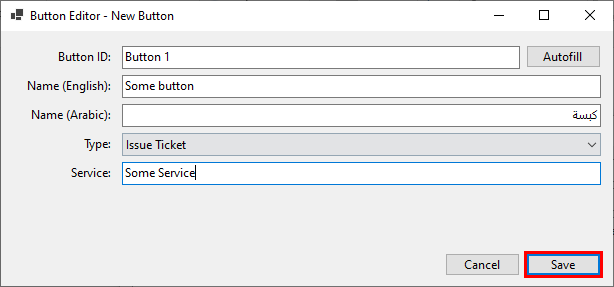 Button Editor - New Button
Button ID: Button 1 Autofill
Name (English): Some button
Name (Arabic): كبسة
Type: Issue Ticket
Service: Some Service
Cancel Save